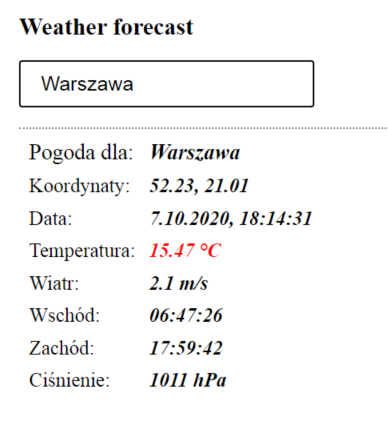 Weather forecast
Warszawa
Pogoda dla: Warszawa
Koordynaty: 52.23, 21.01
Data: 7.10.2020, 18:14:31
Temperatura: 15.47 °C
Wiatr: 2.1 m/s
Wschód: 06:47:26
Zachód: 17:59:42
Ciśnienie: 1011 hPa